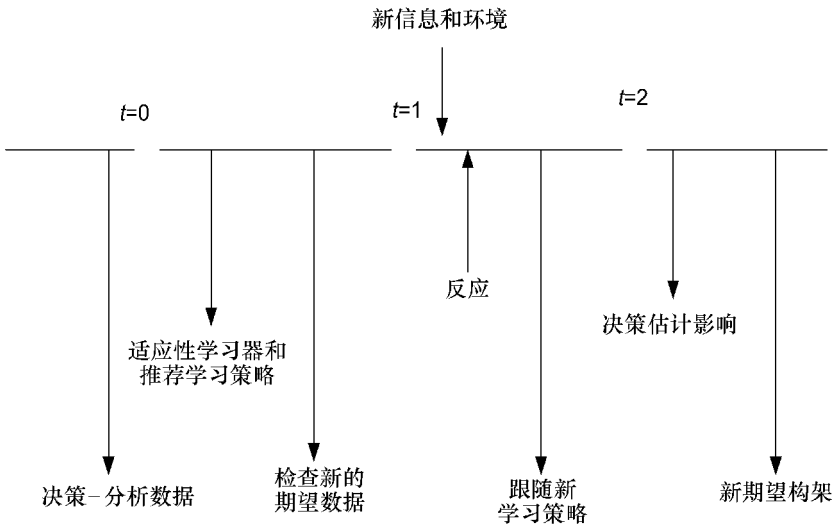 新信息和环境
t=0
t=1
t=2
反应
决策估计影响
适应性学习器和
推荐学习策略
决策－分析数据
检查新的
期望数据
跟随新
学习策略
新期望构架